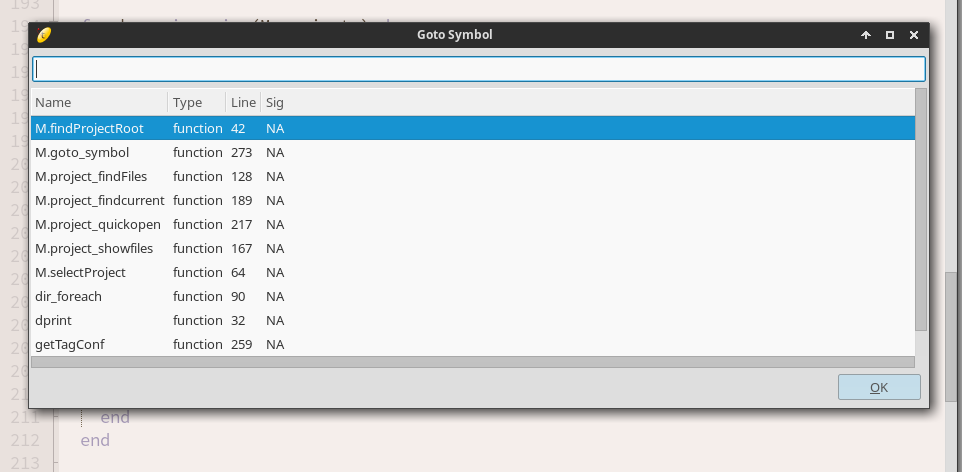 193
Goto Symbol
Name Type Line Sig
M.findProjectRoot function 42 NA
M.goto_symbol function 273 NA
M.project_findFiles function 128 NA
M.project_findcurrent function 189 NA
M.project_quickopen function 217 NA
M.project_showfiles function 167 NA
M.selectProject function 64 NA
dir_foreach function 90 NA
dprint function 32 NA
getTagConf function 259 NA
OK
211 end
212 end
213